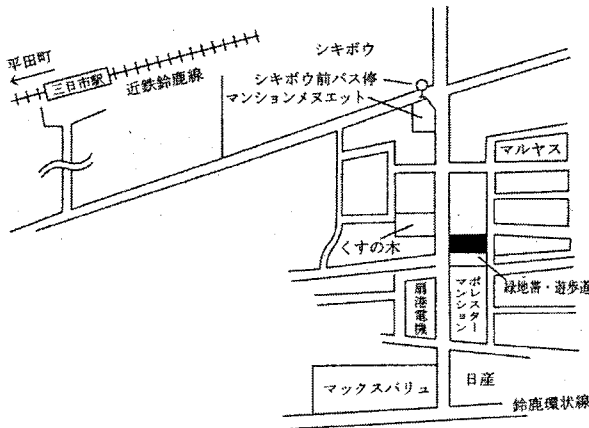 平田町
三日市駅
近鉄鈴鹿線
シキボウ
シキボウ前バス停
マンションメヌエット
マルヤス
くすの木
扇港電機
ポレスター
マンション
緑地帯・遊歩道
マックスバリュ
日産
鈴鹿環状線